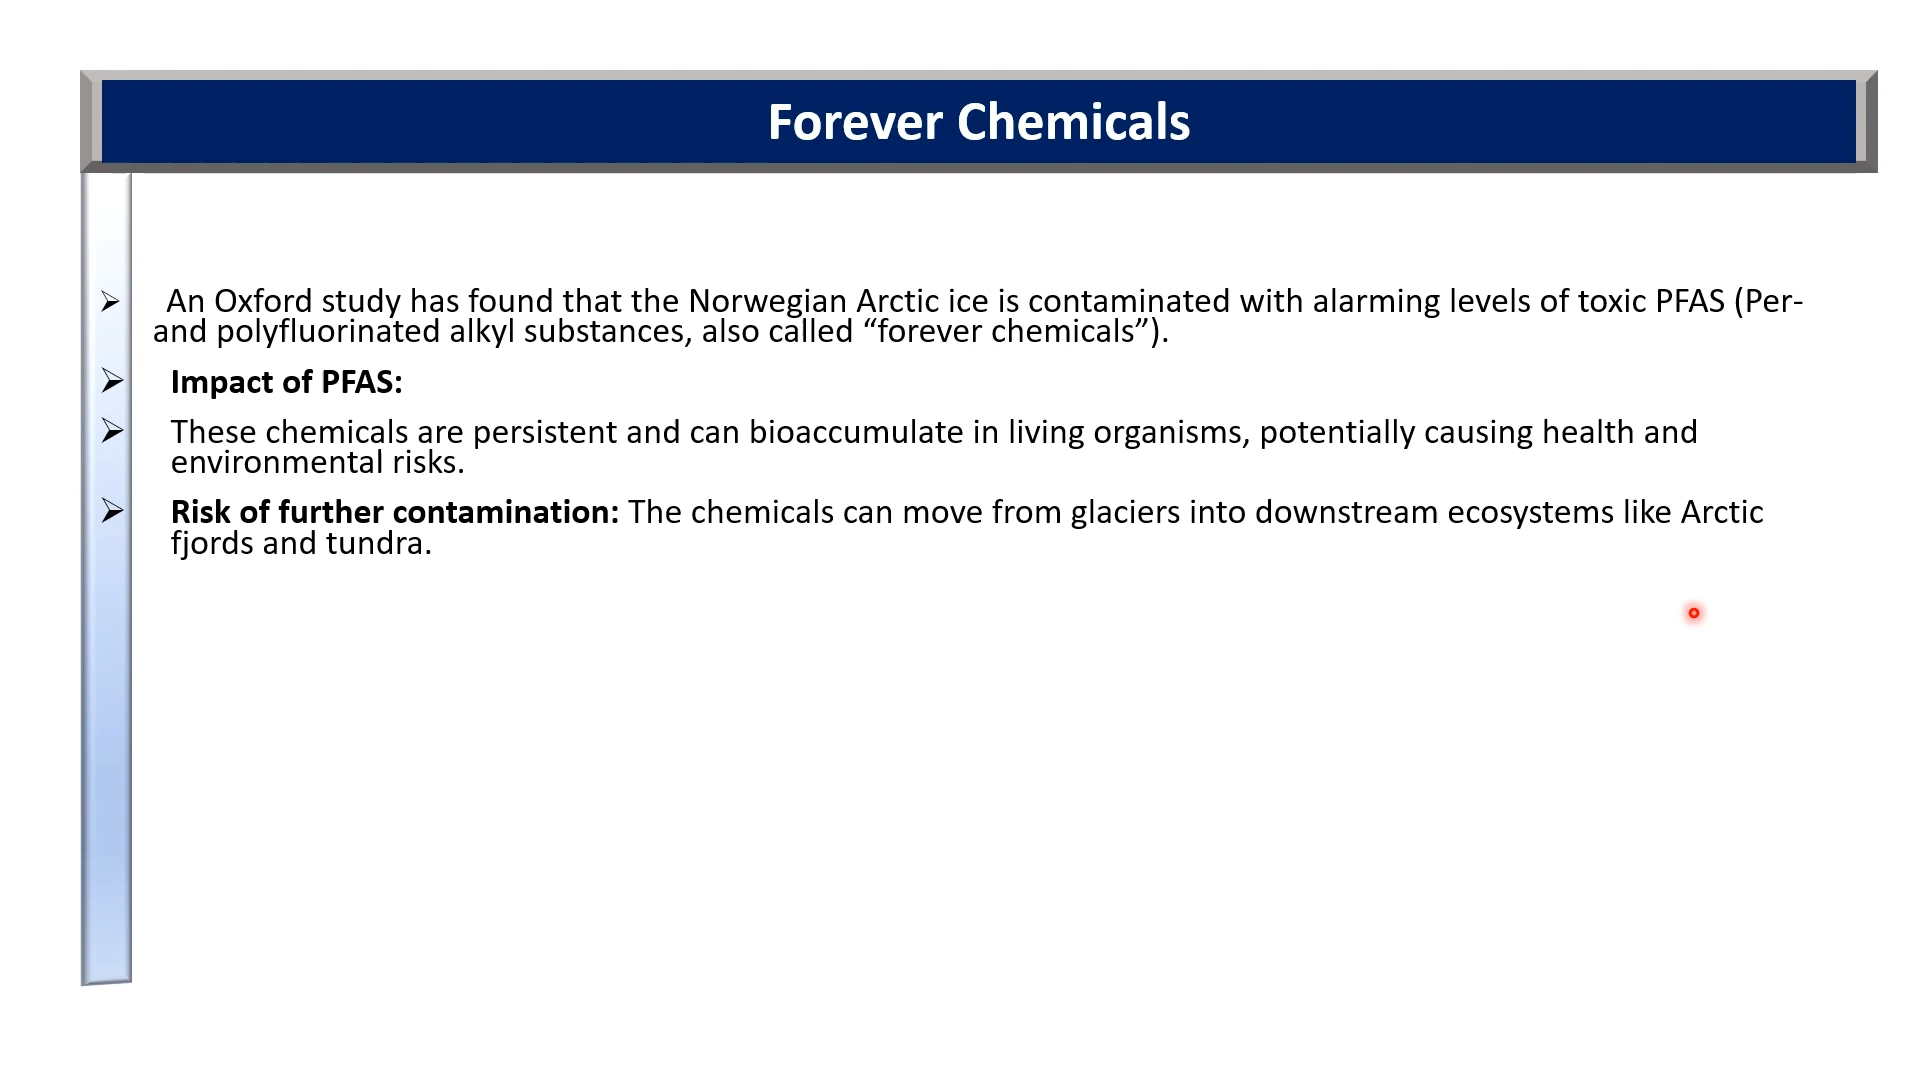 Forever Chemicals
➢ An Oxford study has found that the Norwegian Arctic ice is contaminated with alarming levels of toxic PFAS (Per-
and polyfluorinated alkyl substances, also called “forever chemicals”).
➢ Impact of PFAS:
➢ These chemicals are persistent and can bioaccumulate in living organisms, potentially causing health and
environmental risks.
➢ Risk of further contamination: The chemicals can move from glaciers into downstream ecosystems like Arctic
fjords and tundra.